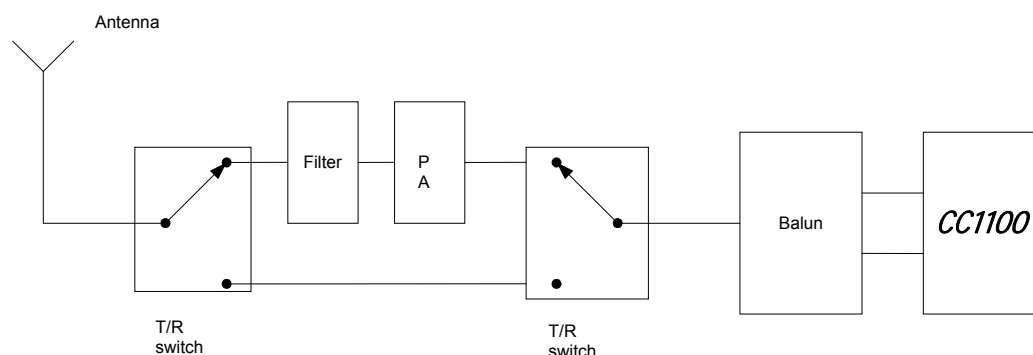 Antenna
Filter
P
A
Balun
CC1100
T/R
switch
T/R
switch